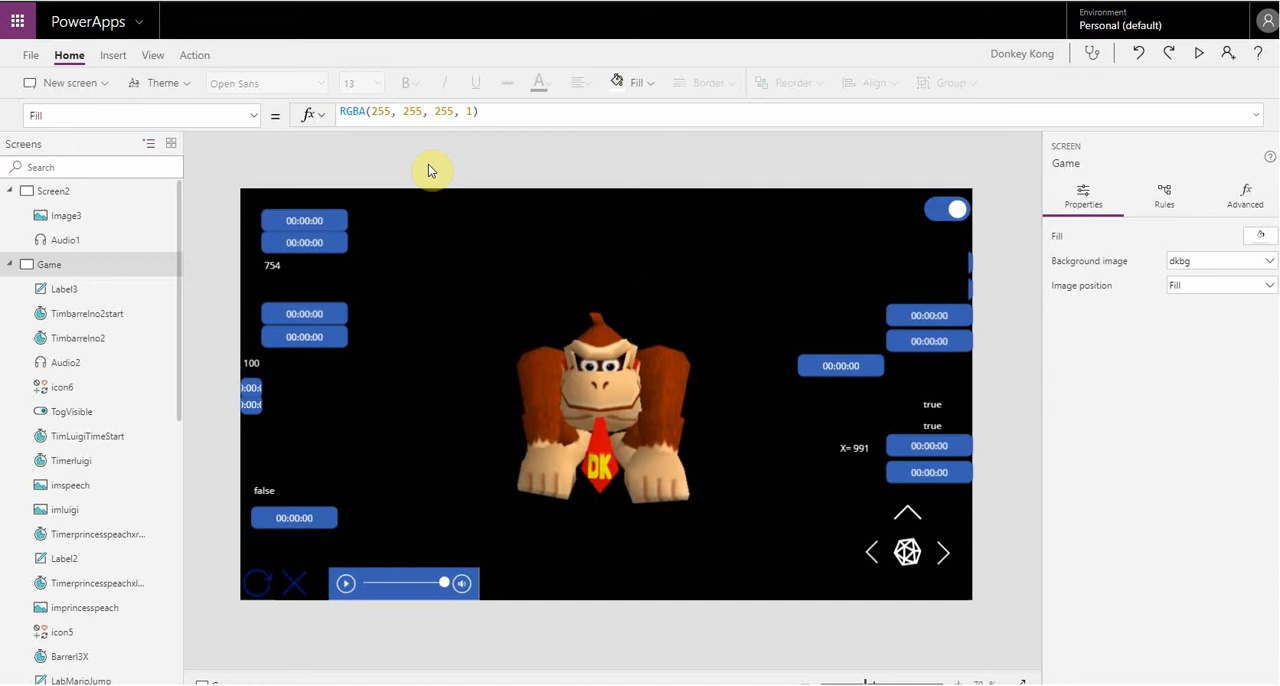 PowerApps
Environment
Personal (default)
File Home Insert View Action
Donkey Kong
New screen Theme Open Sans 13 B / U abc A Fill Border Reorder Align Group
Fill = fx RGBA(255, 255, 255, 1)
Screens
Search
Screen2
Image3
Audio1
Game
Label3
Timbarrelno2start
Timbarrelno2
Audio2
icon6
TogVisible
TimLuigiTimeStart
Timerluigi
imspeech
imluigi
Timerprincesspeachxr...
Label2
Timerprincesspeachxl...
imprincesspeach
icon5
Barrerl3X
LabMarioJump
00:00:00
00:00:00
754
00:00:00
00:00:00
100
false
00:00:00
DK
00:00:00
00:00:00
00:00:00
true
true
X= 991
00:00:00
00:00:00
SCREEN
Game
Properties Rules Advanced
Fill
Background image dkbg
Image position Fill